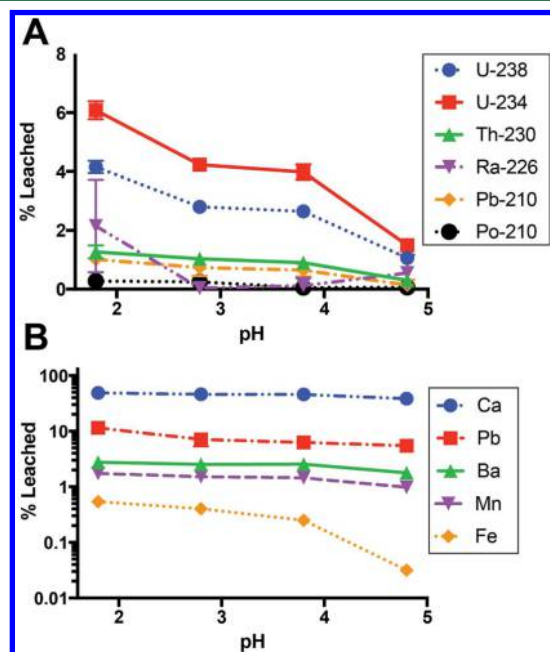 A
8
6
4
2
0
% Leached
2 3 4 5
pH
U-238
U-234
Th-230
Ra-226
Pb-210
Po-210
B
100
10
1
0.1
0.01
% Leached
2 3 4 5
pH
Ca
Pb
Ba
Mn
Fe